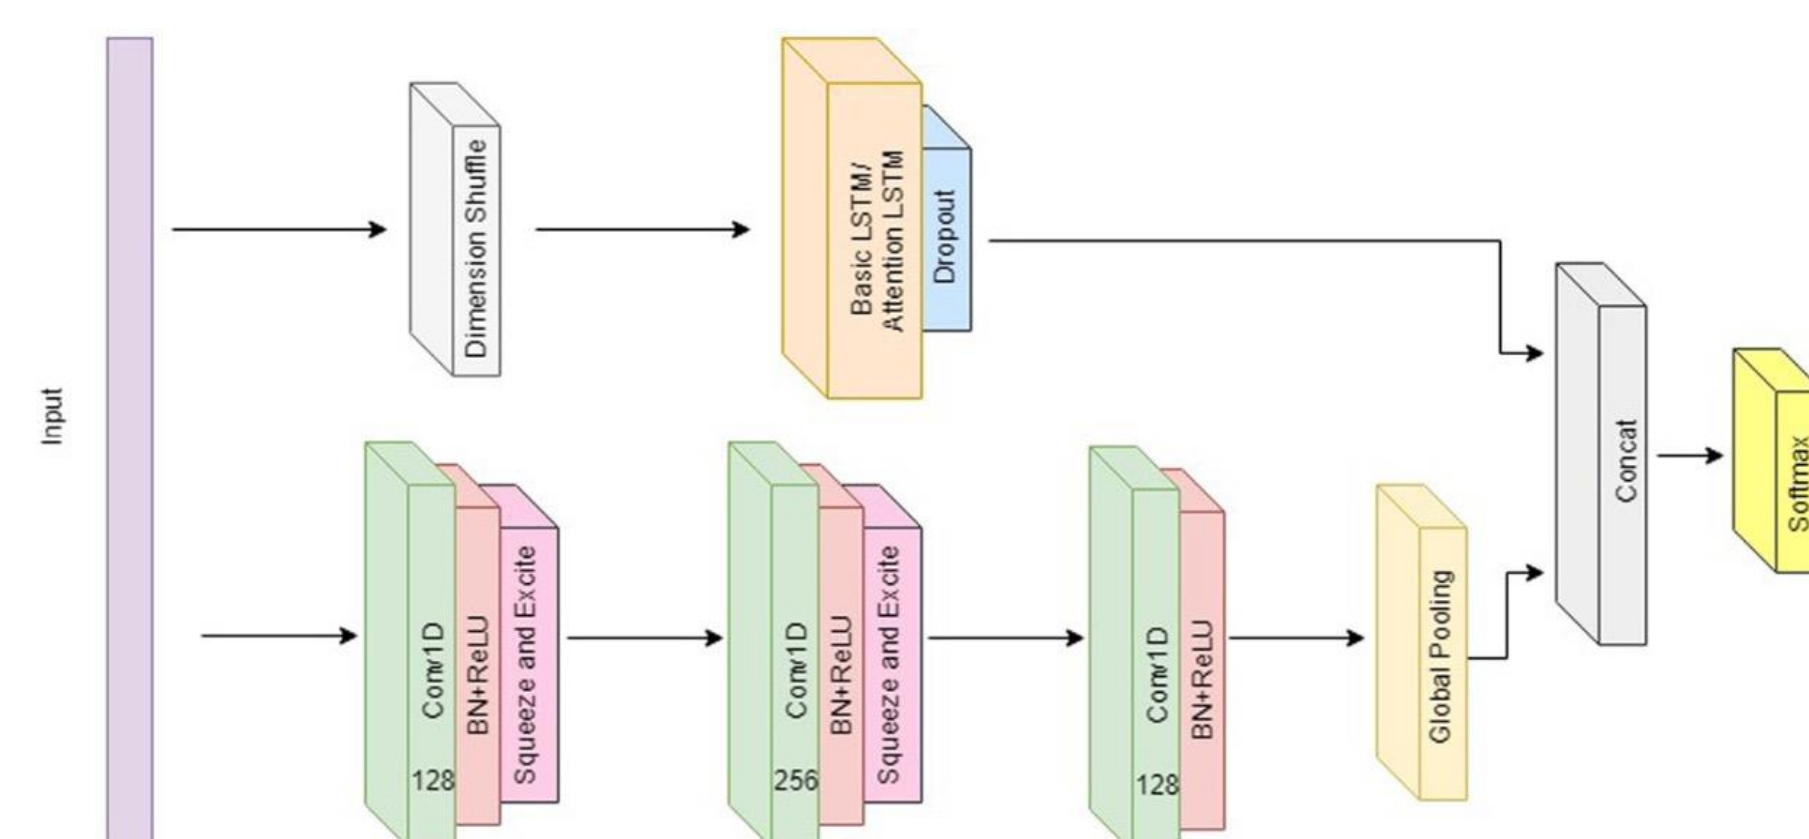 Input
Dimension Shuffle
Basic LSTM/
Attention LSTM
Dropout
Conv1D
128
BN+ReLU
Squeeze and Excite
Conv1D
256
BN+ReLU
Squeeze and Excite
Conv1D
128
BN+ReLU
Global Pooling
Concat
Softmax